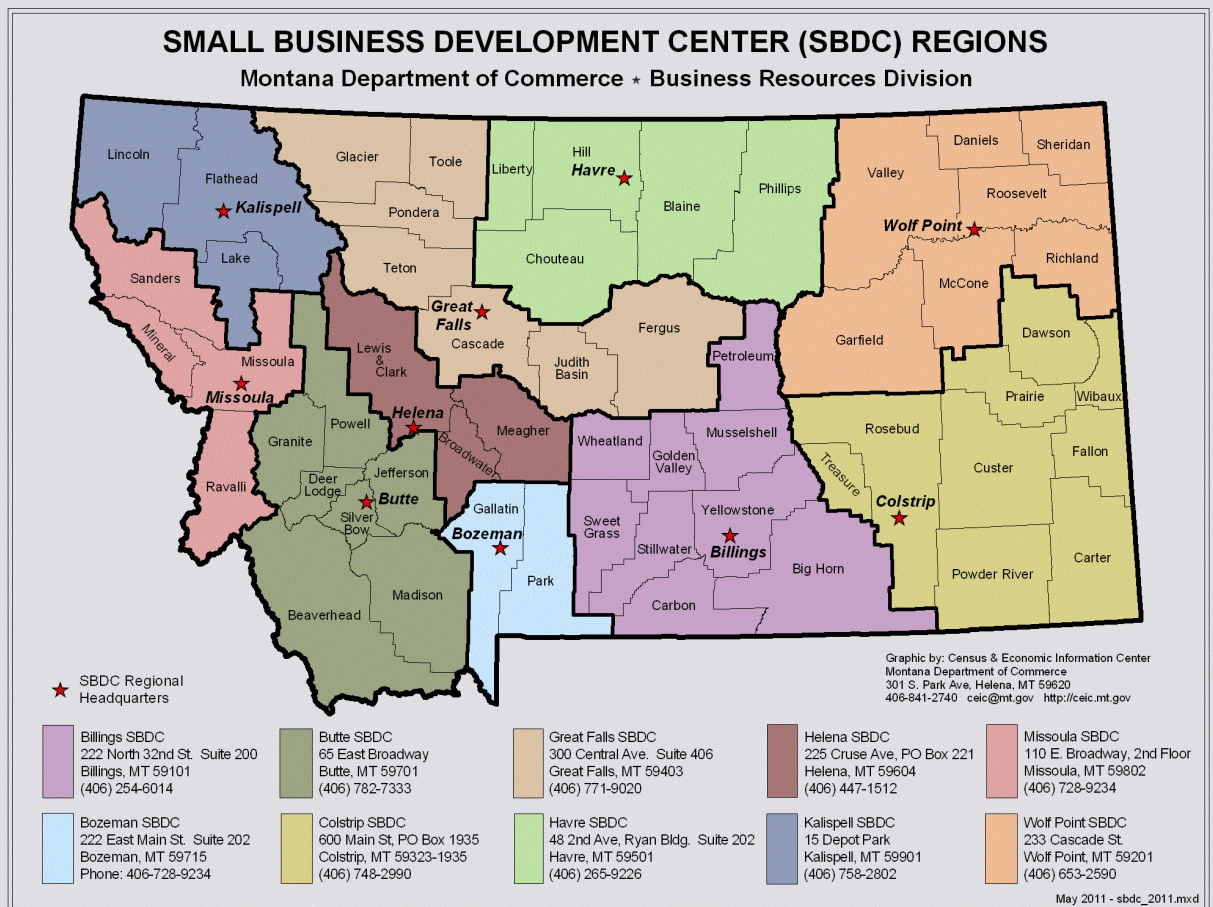 SMALL BUSINESS DEVELOPMENT CENTER (SBDC) REGIONS
Montana Department of Commerce ★ Business Resources Division
Lincoln
Flathead
Kalispell
Lake
Glacier
Toole
Pondera
Teton
Liberty
Hill
Havre
Blaine
Phillips
Chouteau
Valley
Daniels
Sheridan
Roosevelt
Wolf Point
Richland
McCone
Garfield
Sanders
Mineral
Missoula
Missoula
Ravalli
Great
Falls
Cascade
Judith
Basin
Fergus
Lewis
&
Clark
Helena
Broadwater
Meagher
Petroleum
Dawson
Prairie
Wibaux
Powell
Granite
Deer
Lodge
Jefferson
Butte
Silver
Bow
Beaverhead
Madison
Gallatin
Bozeman
Park
Wheatland
Golden
Valley
Musselshell
Sweet
Grass
Stillwater
Yellowstone
Billings
Carbon
Big Horn
Rosebud
Treasure
Colstrip
Custer
Fallon
Powder River
Carter
SBDC Regional
Headquarters
Graphic by: Census & Economic Information Center
Montana Department of Commerce
301 S. Park Ave, Helena, MT 59620
406-841-2740 ceic@mt.gov http://ceic.mt.gov
Billings SBDC
222 North 32nd St. Suite 200
Billings, MT 59101
(406) 254-6014
Butte SBDC
65 East Broadway
Butte, MT 59701
(406) 782-7333
Great Falls SBDC
300 Central Ave. Suite 406
Great Falls, MT 59403
(406) 771-9020
Helena SBDC
225 Cruse Ave, PO Box 221
Helena, MT 59604
(406) 447-1512
Missoula SBDC
110 E. Broadway, 2nd Floor
Missoula, MT 59802
(406) 728-9234
Bozeman SBDC
222 East Main St. Suite 202
Bozeman, MT 59715
Phone: 406-728-9234
Colstrip SBDC
600 Main St, PO Box 1935
Colstrip, MT 59323-1935
(406) 748-2990
Havre SBDC
48 2nd Ave, Ryan Bldg. Suite 202
Havre, MT 59501
(406) 265-9226
Kalispell SBDC
15 Depot Park
Kalispell, MT 59901
(406) 758-2802
Wolf Point SBDC
233 Cascade St.
Wolf Point, MT 59201
(406) 653-2590
May 2011 - sbdc_2011.mxd